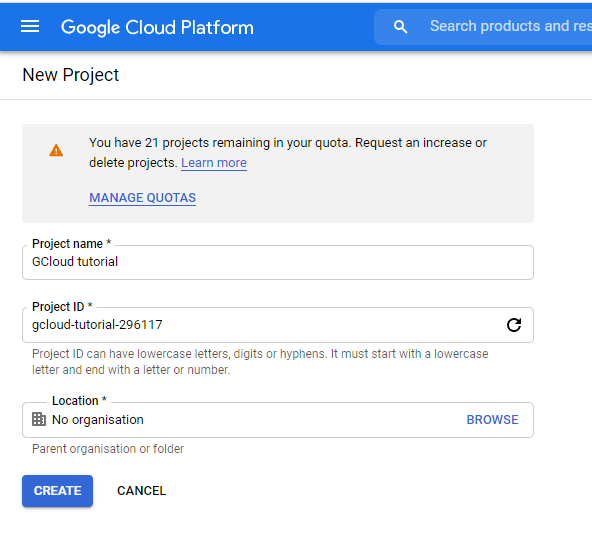 Google Cloud Platform
Search products and res
New Project
You have 21 projects remaining in your quota. Request an increase or
delete projects. Learn more
MANAGE QUOTAS
Project name *
GCloud tutorial
Project ID *
gcloud-tutorial-296117
Project ID can have lowercase letters, digits or hyphens. It must start with a lowercase
letter and end with a letter or number.
Location *
No organisation
BROWSE
Parent organisation or folder
CREATE
CANCEL